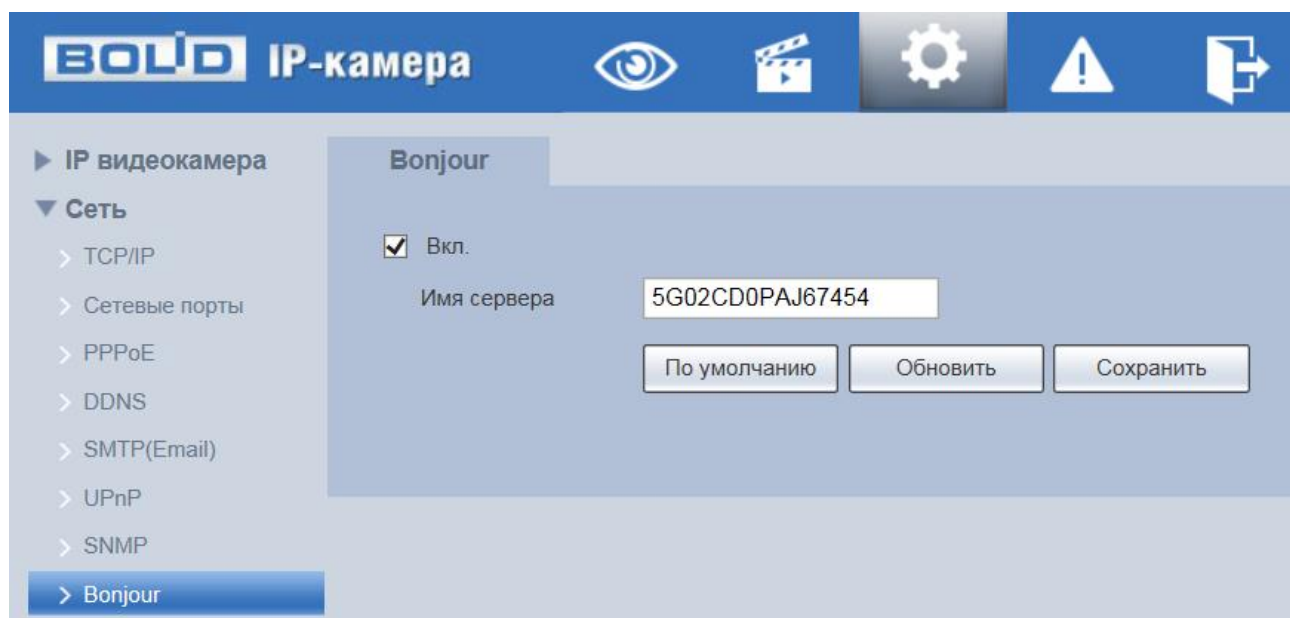 BOLID IP-камера
IP видеокамера
Сеть
TCP/IP
Сетевые порты
PPPoE
DDNS
SMTP(Email)
UPnP
SNMP
Bonjour
Bonjour
Вкл.
Имя сервера 5G02CD0PAJ67454
По умолчанию Обновить Сохранить